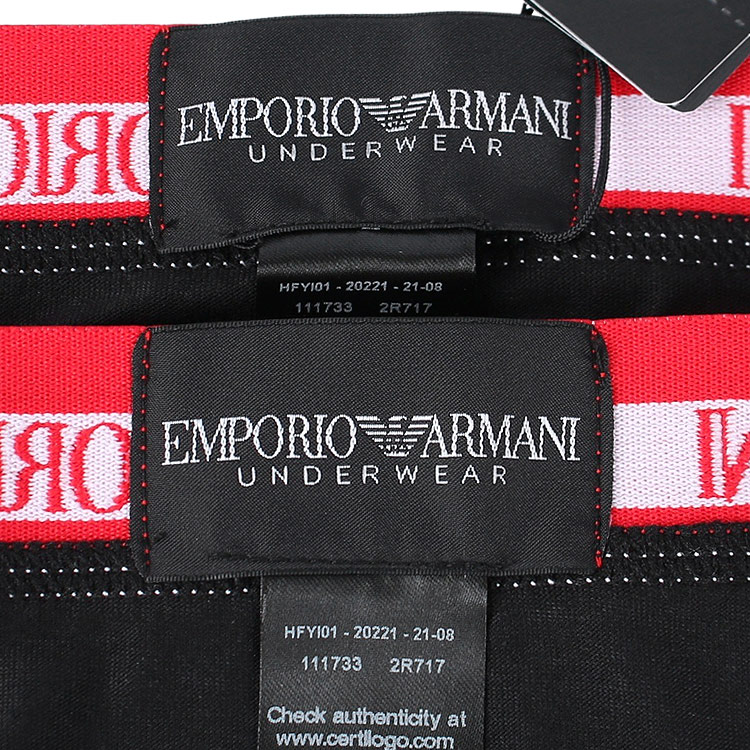 EMPORIO ARMANI
UNDERWEAR
HFYI01 - 20221 - 21-08
111733 2R717
EMPORIO ARMANI
UNDERWEAR
HFYI01 - 20221 - 21-08
111733 2R717
Check authenticity at
www.certilogo.com